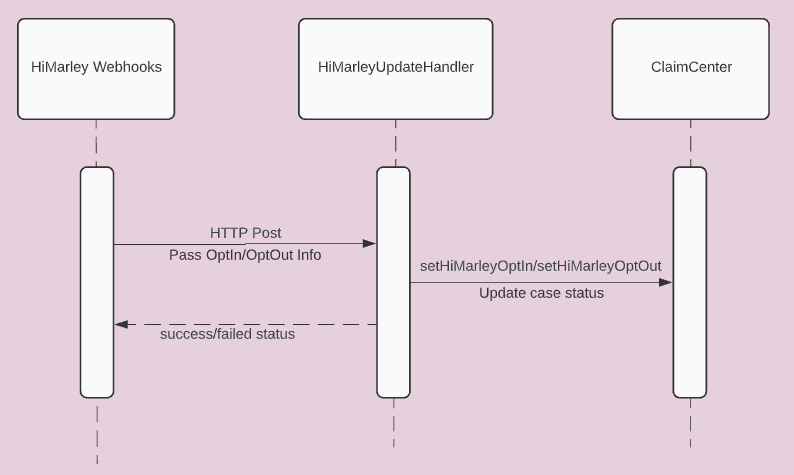 HiMarley Webhooks
HiMarleyUpdateHandler
ClaimCenter
HTTP Post
Pass OptIn/OptOut Info
setHiMarleyOptIn/setHiMarleyOptOut
Update case status
success/failed status